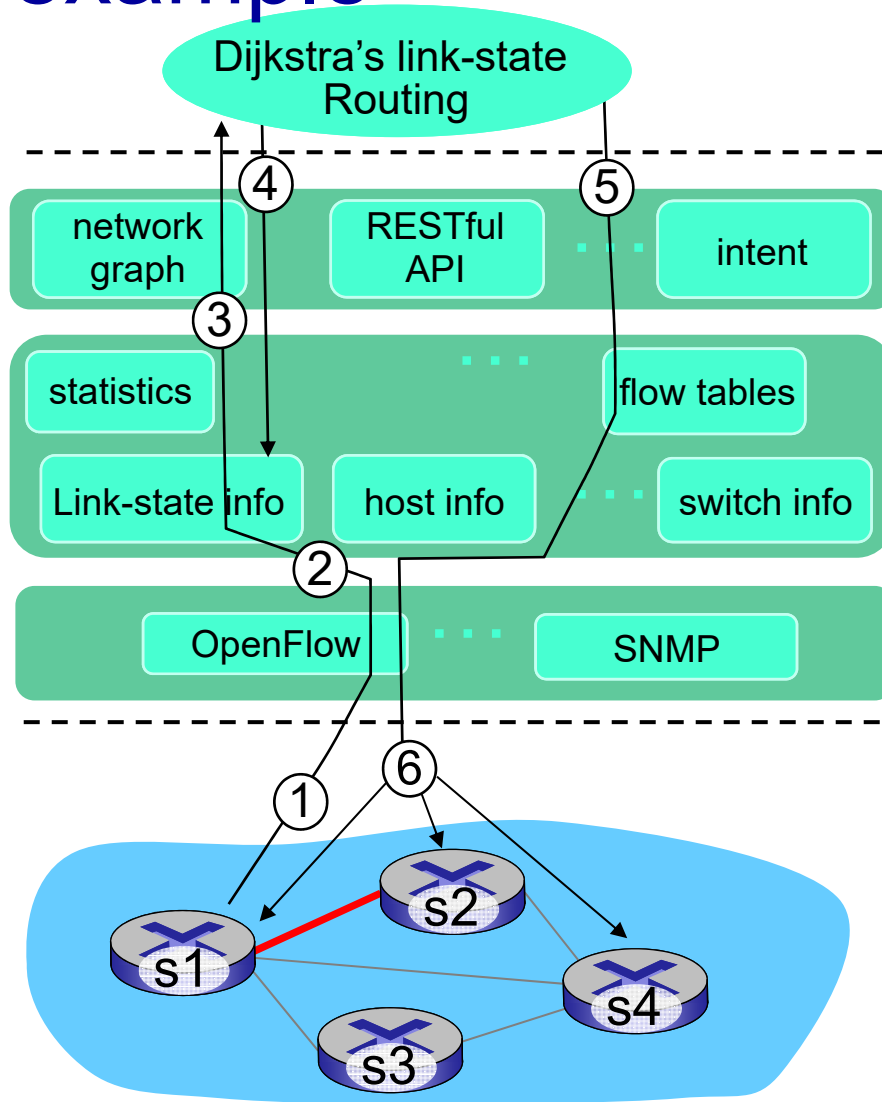 example
Dijkstra's link-state
Routing
4
5
network
graph
RESTful
API
. . .
intent
3
statistics
. . .
flow tables
Link-state info
host info
. . .
switch info
2
OpenFlow
. . .
SNMP
6
1
s2
s1
s4
s3